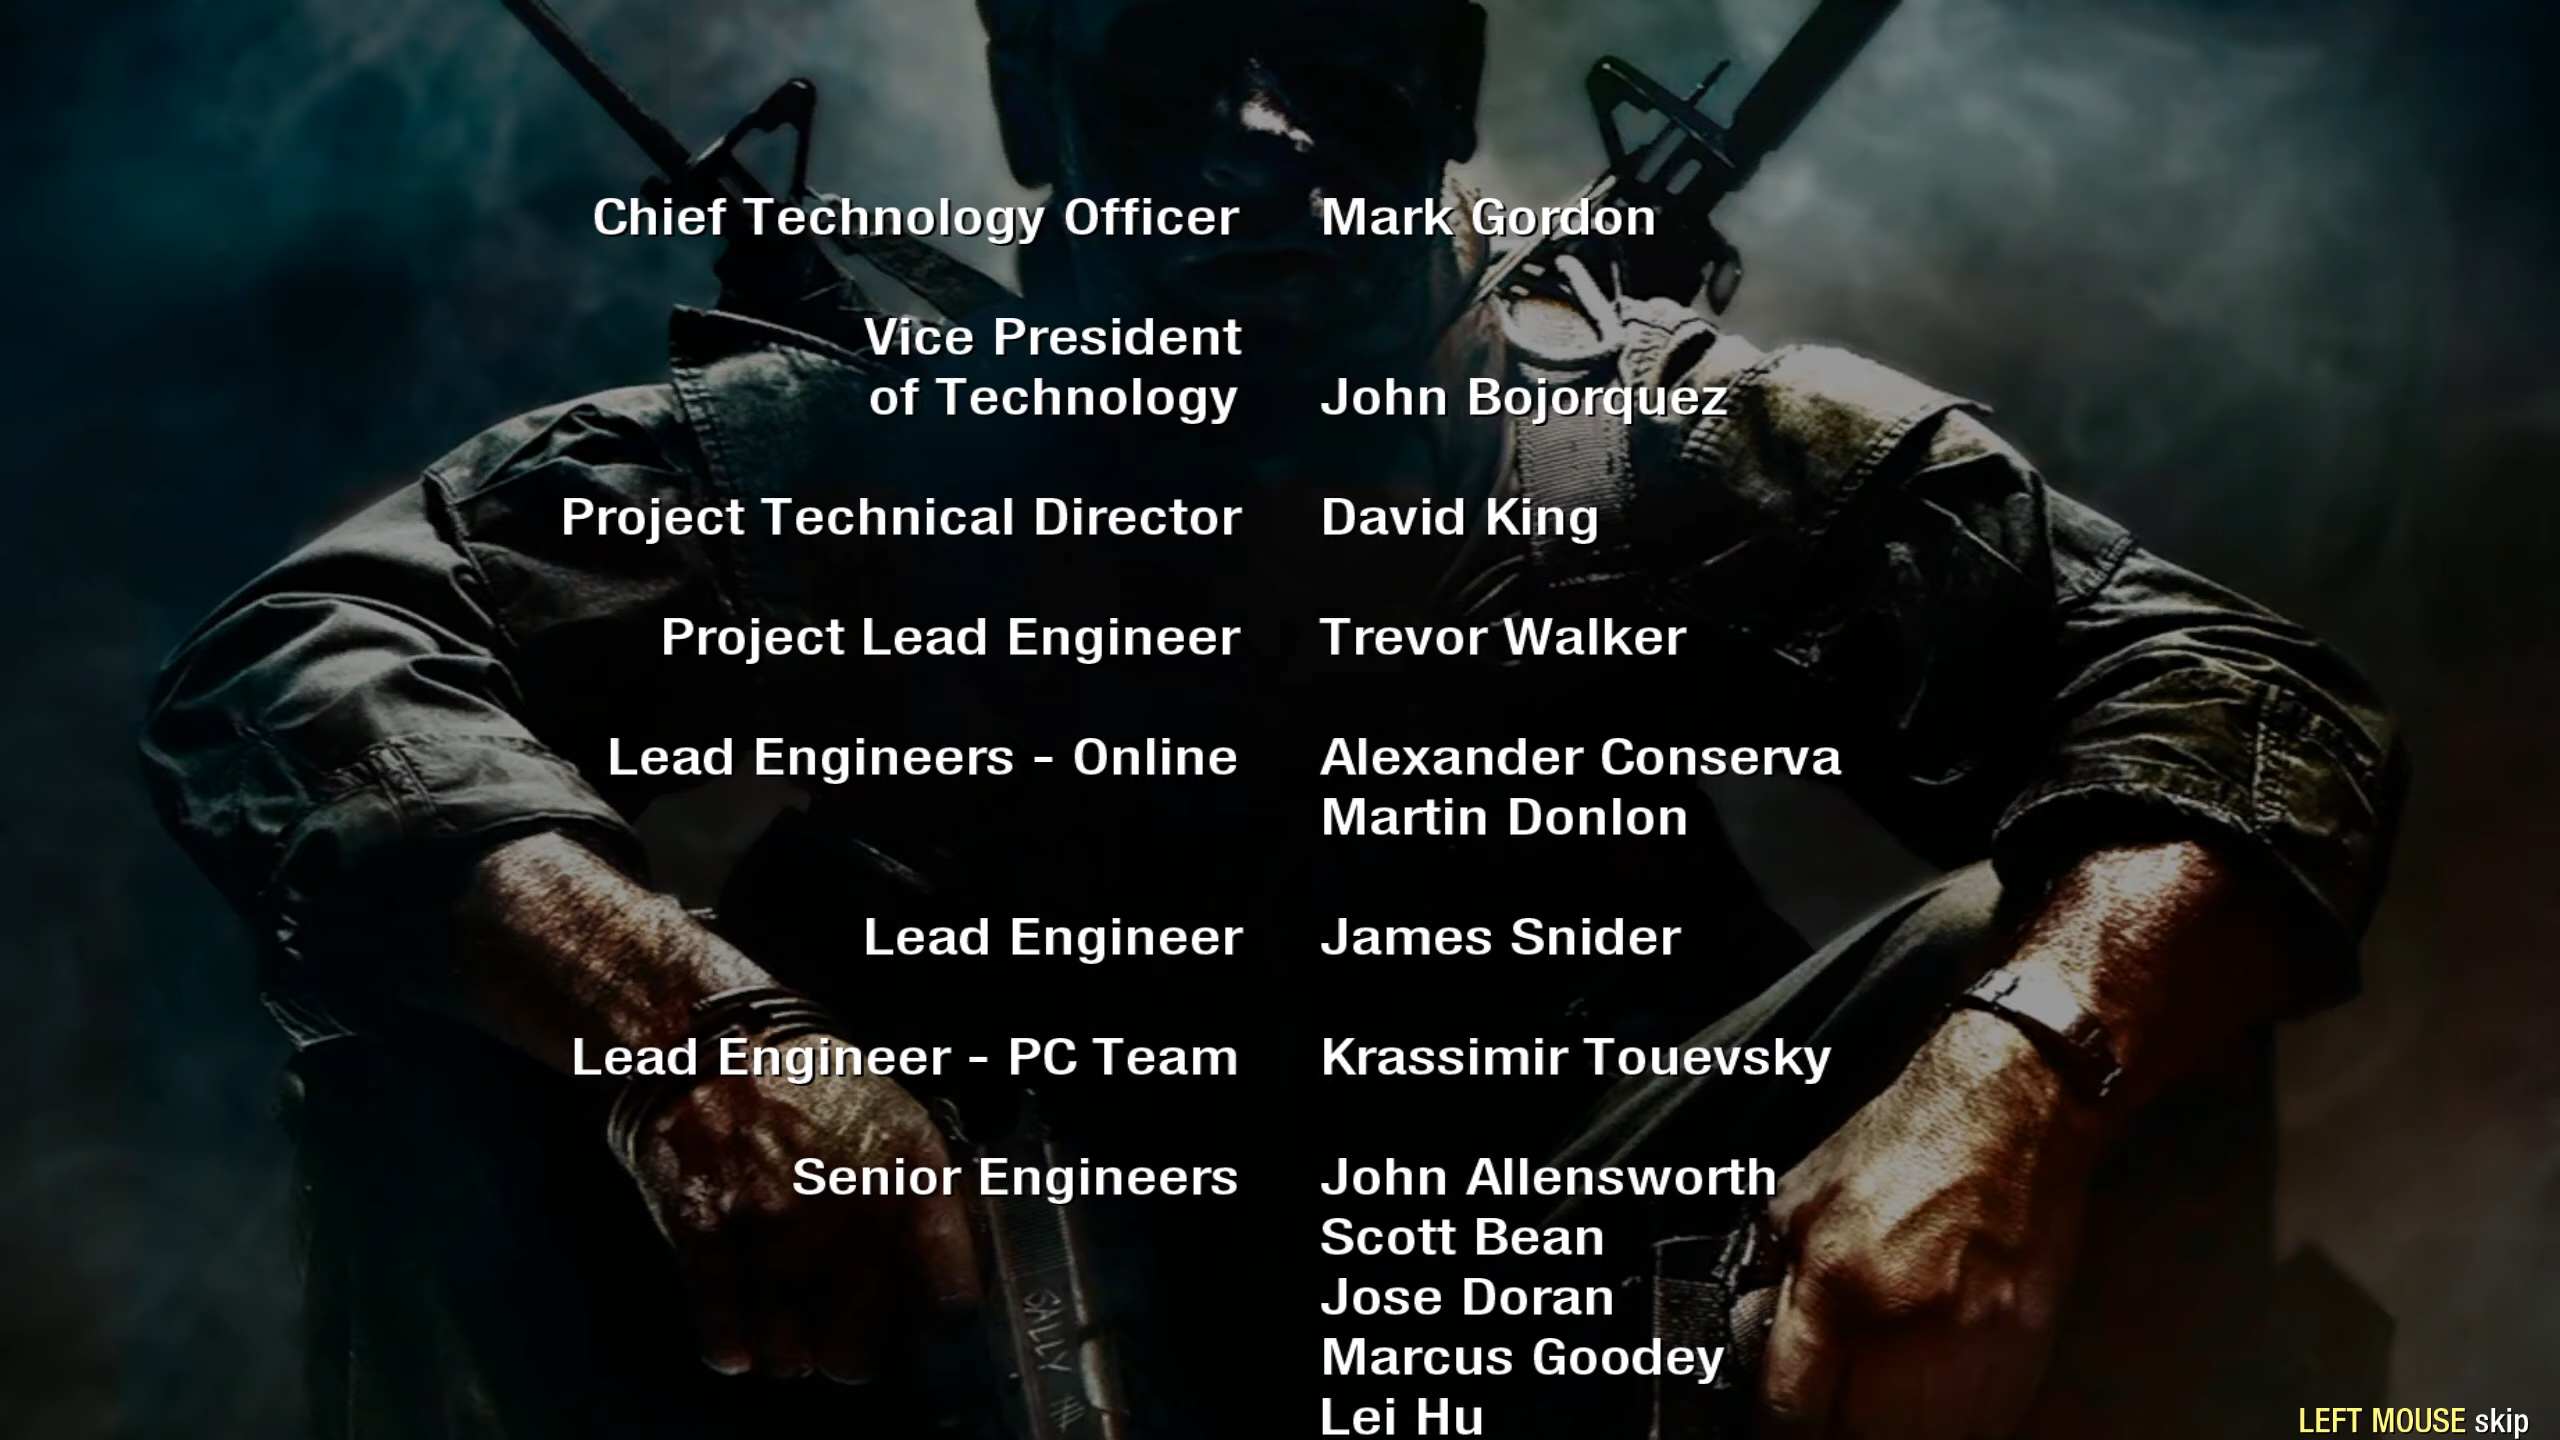 Chief Technology Officer Mark Gordon
Vice President
of Technology John Bojorquez
Project Technical Director David King
Project Lead Engineer Trevor Walker
Lead Engineers - Online Alexander Conserva
Martin Donlon
Lead Engineer James Snider
Lead Engineer - PC Team Krassimir Touevsky
Senior Engineers John Allensworth
Scott Bean
Jose Doran
Marcus Goodey
Lei Hu
SALLY
LEFT MOUSE skip